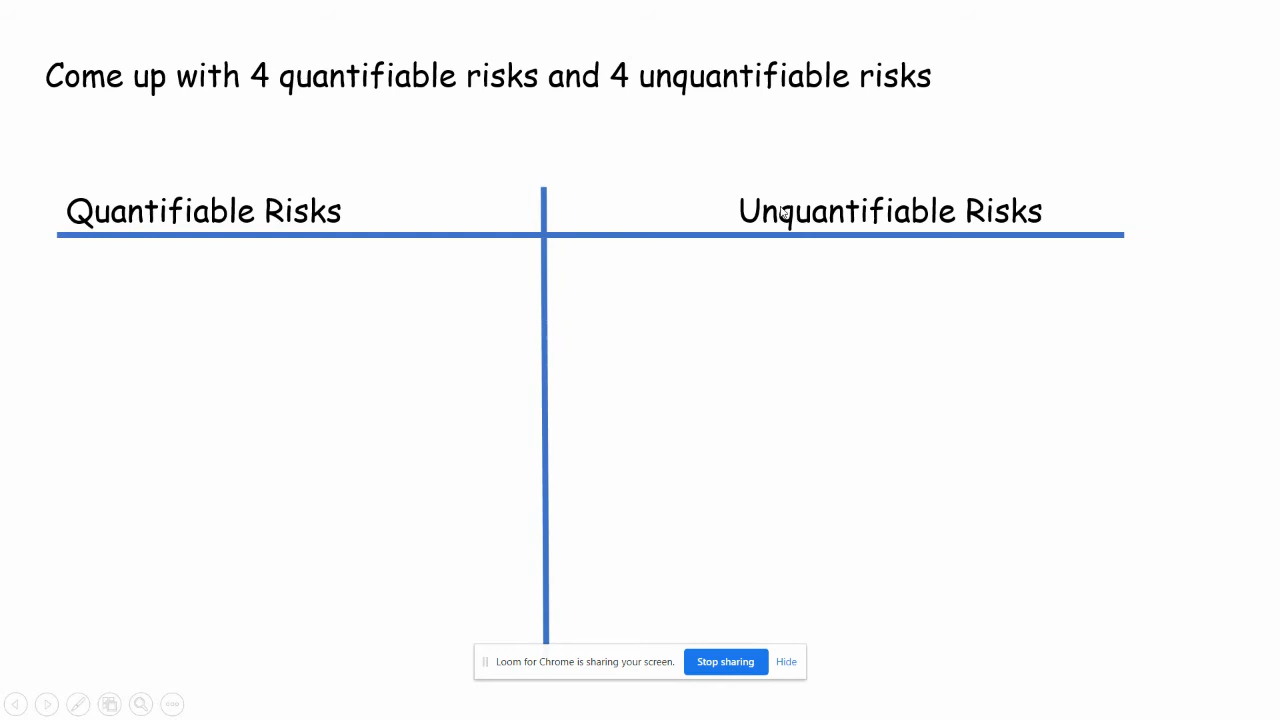 Come up with 4 quantifiable risks and 4 unquantifiable risks
Quantifiable Risks
Unquantifiable Risks
Loom for Chrome is sharing your screen.
Stop sharing
Hide